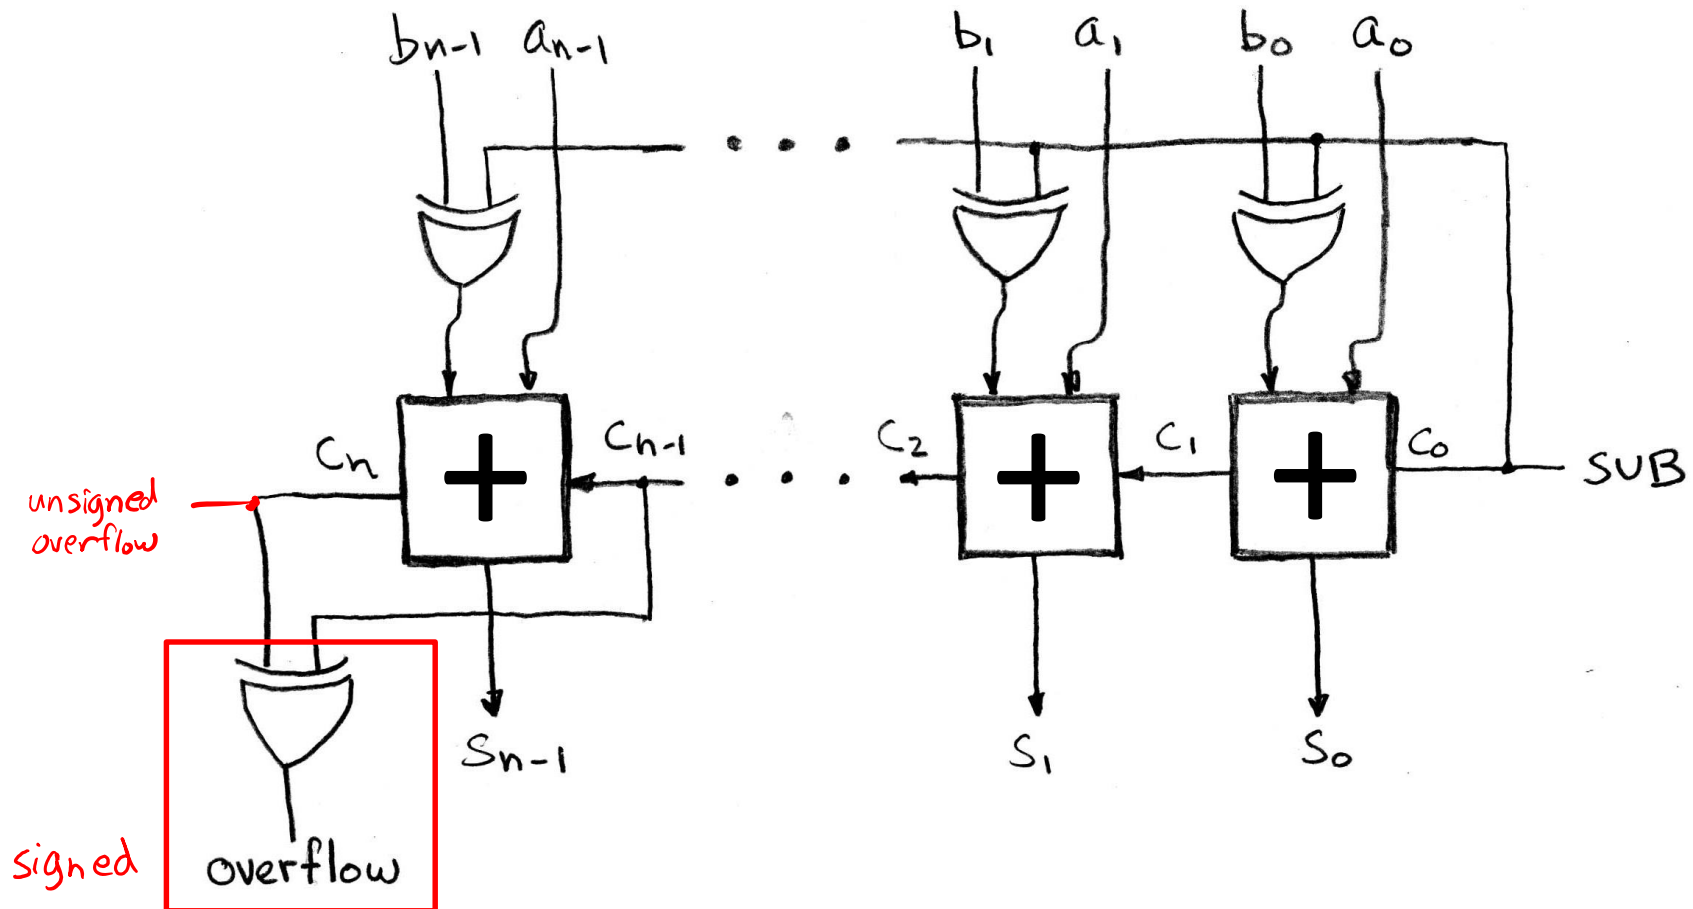 bn-1 an-1 b1 a1 b0 a0
cn cn-1 c2 c1 c0 SUB
unsigned
overflow
sn-1 s1 s0
signed overflow